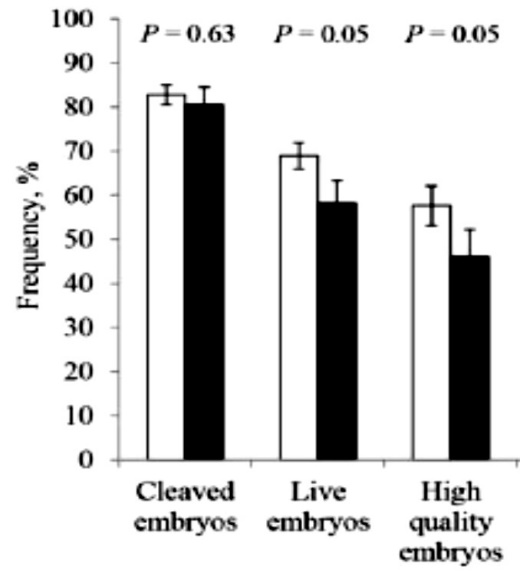 100
P = 0.63 P = 0.05 P = 0.05
90
80
70
60
50
40
30
20
10
0
Frequency, %
Cleaved
embryos
Live
embryos
High
quality
embryos